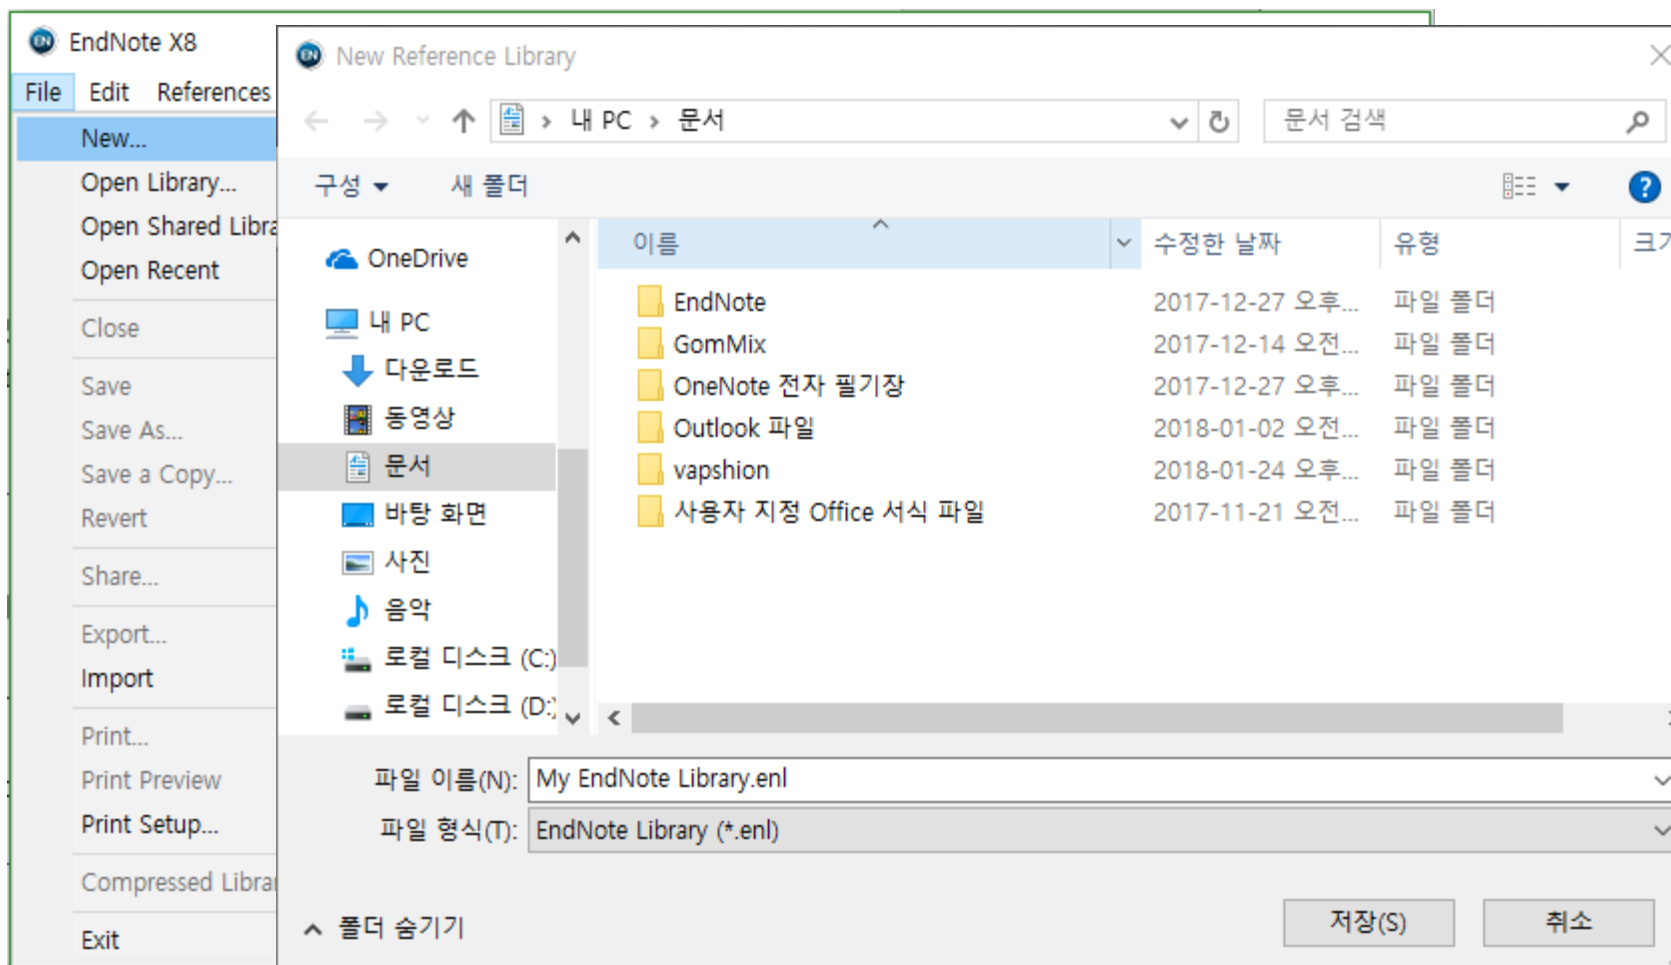 EndNote X8
File Edit References
New...
Open Library...
Open Shared Libra
Open Recent
Close
Save
Save As...
Save a Copy...
Revert
Share...
Export...
Import
Print...
Print Preview
Print Setup...
Compressed Librar
Exit
New Reference Library
내 PC > 문서
문서 검색
구성 새 폴더
OneDrive
내 PC
다운로드
동영상
문서
바탕 화면
사진
음악
로컬 디스크 (C:)
로컬 디스크 (D:)
이름 수정한 날짜 유형 크기
EndNote 2017-12-27 오후... 파일 폴더
GomMix 2017-12-14 오전... 파일 폴더
OneNote 전자 필기장 2017-12-27 오후... 파일 폴더
Outlook 파일 2018-01-02 오전... 파일 폴더
vapshion 2018-01-24 오후... 파일 폴더
사용자 지정 Office 서식 파일 2017-11-21 오전... 파일 폴더
파일 이름(N): My EndNote Library.enl
파일 형식(T): EndNote Library (*.enl)
폴더 숨기기
저장(S) 취소